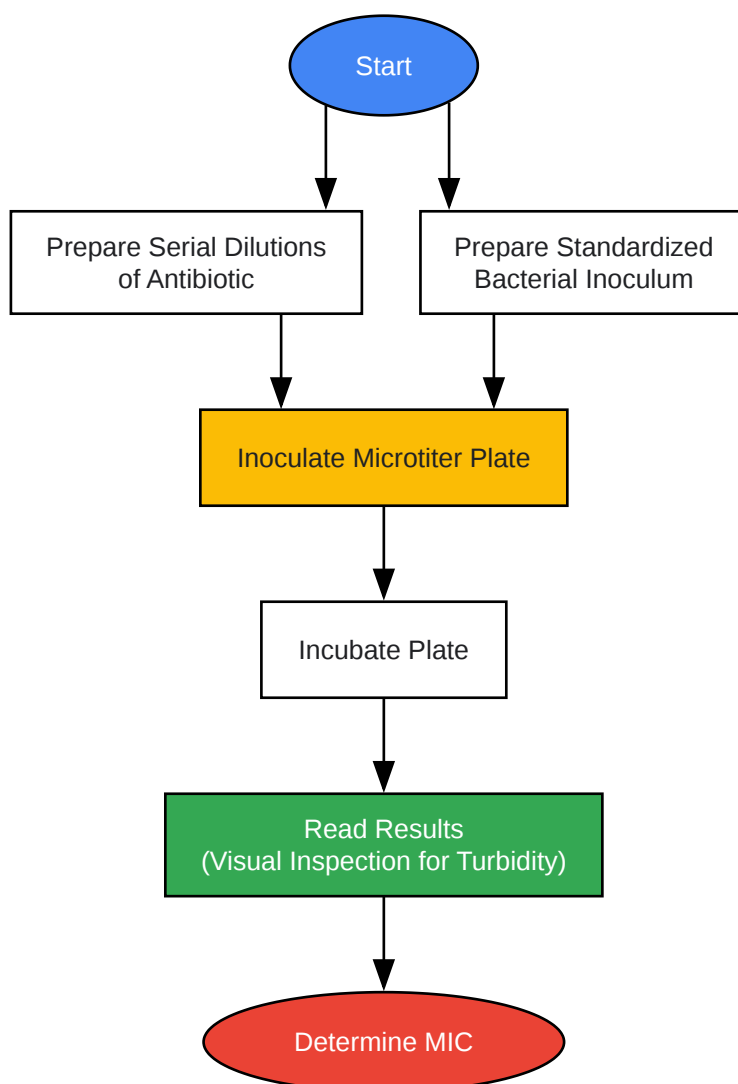 Start
Prepare Serial Dilutions
of Antibiotic
Prepare Standardized
Bacterial Inoculum
Inoculate Microtiter Plate
Incubate Plate
Read Results
(Visual Inspection for Turbidity)
Determine MIC